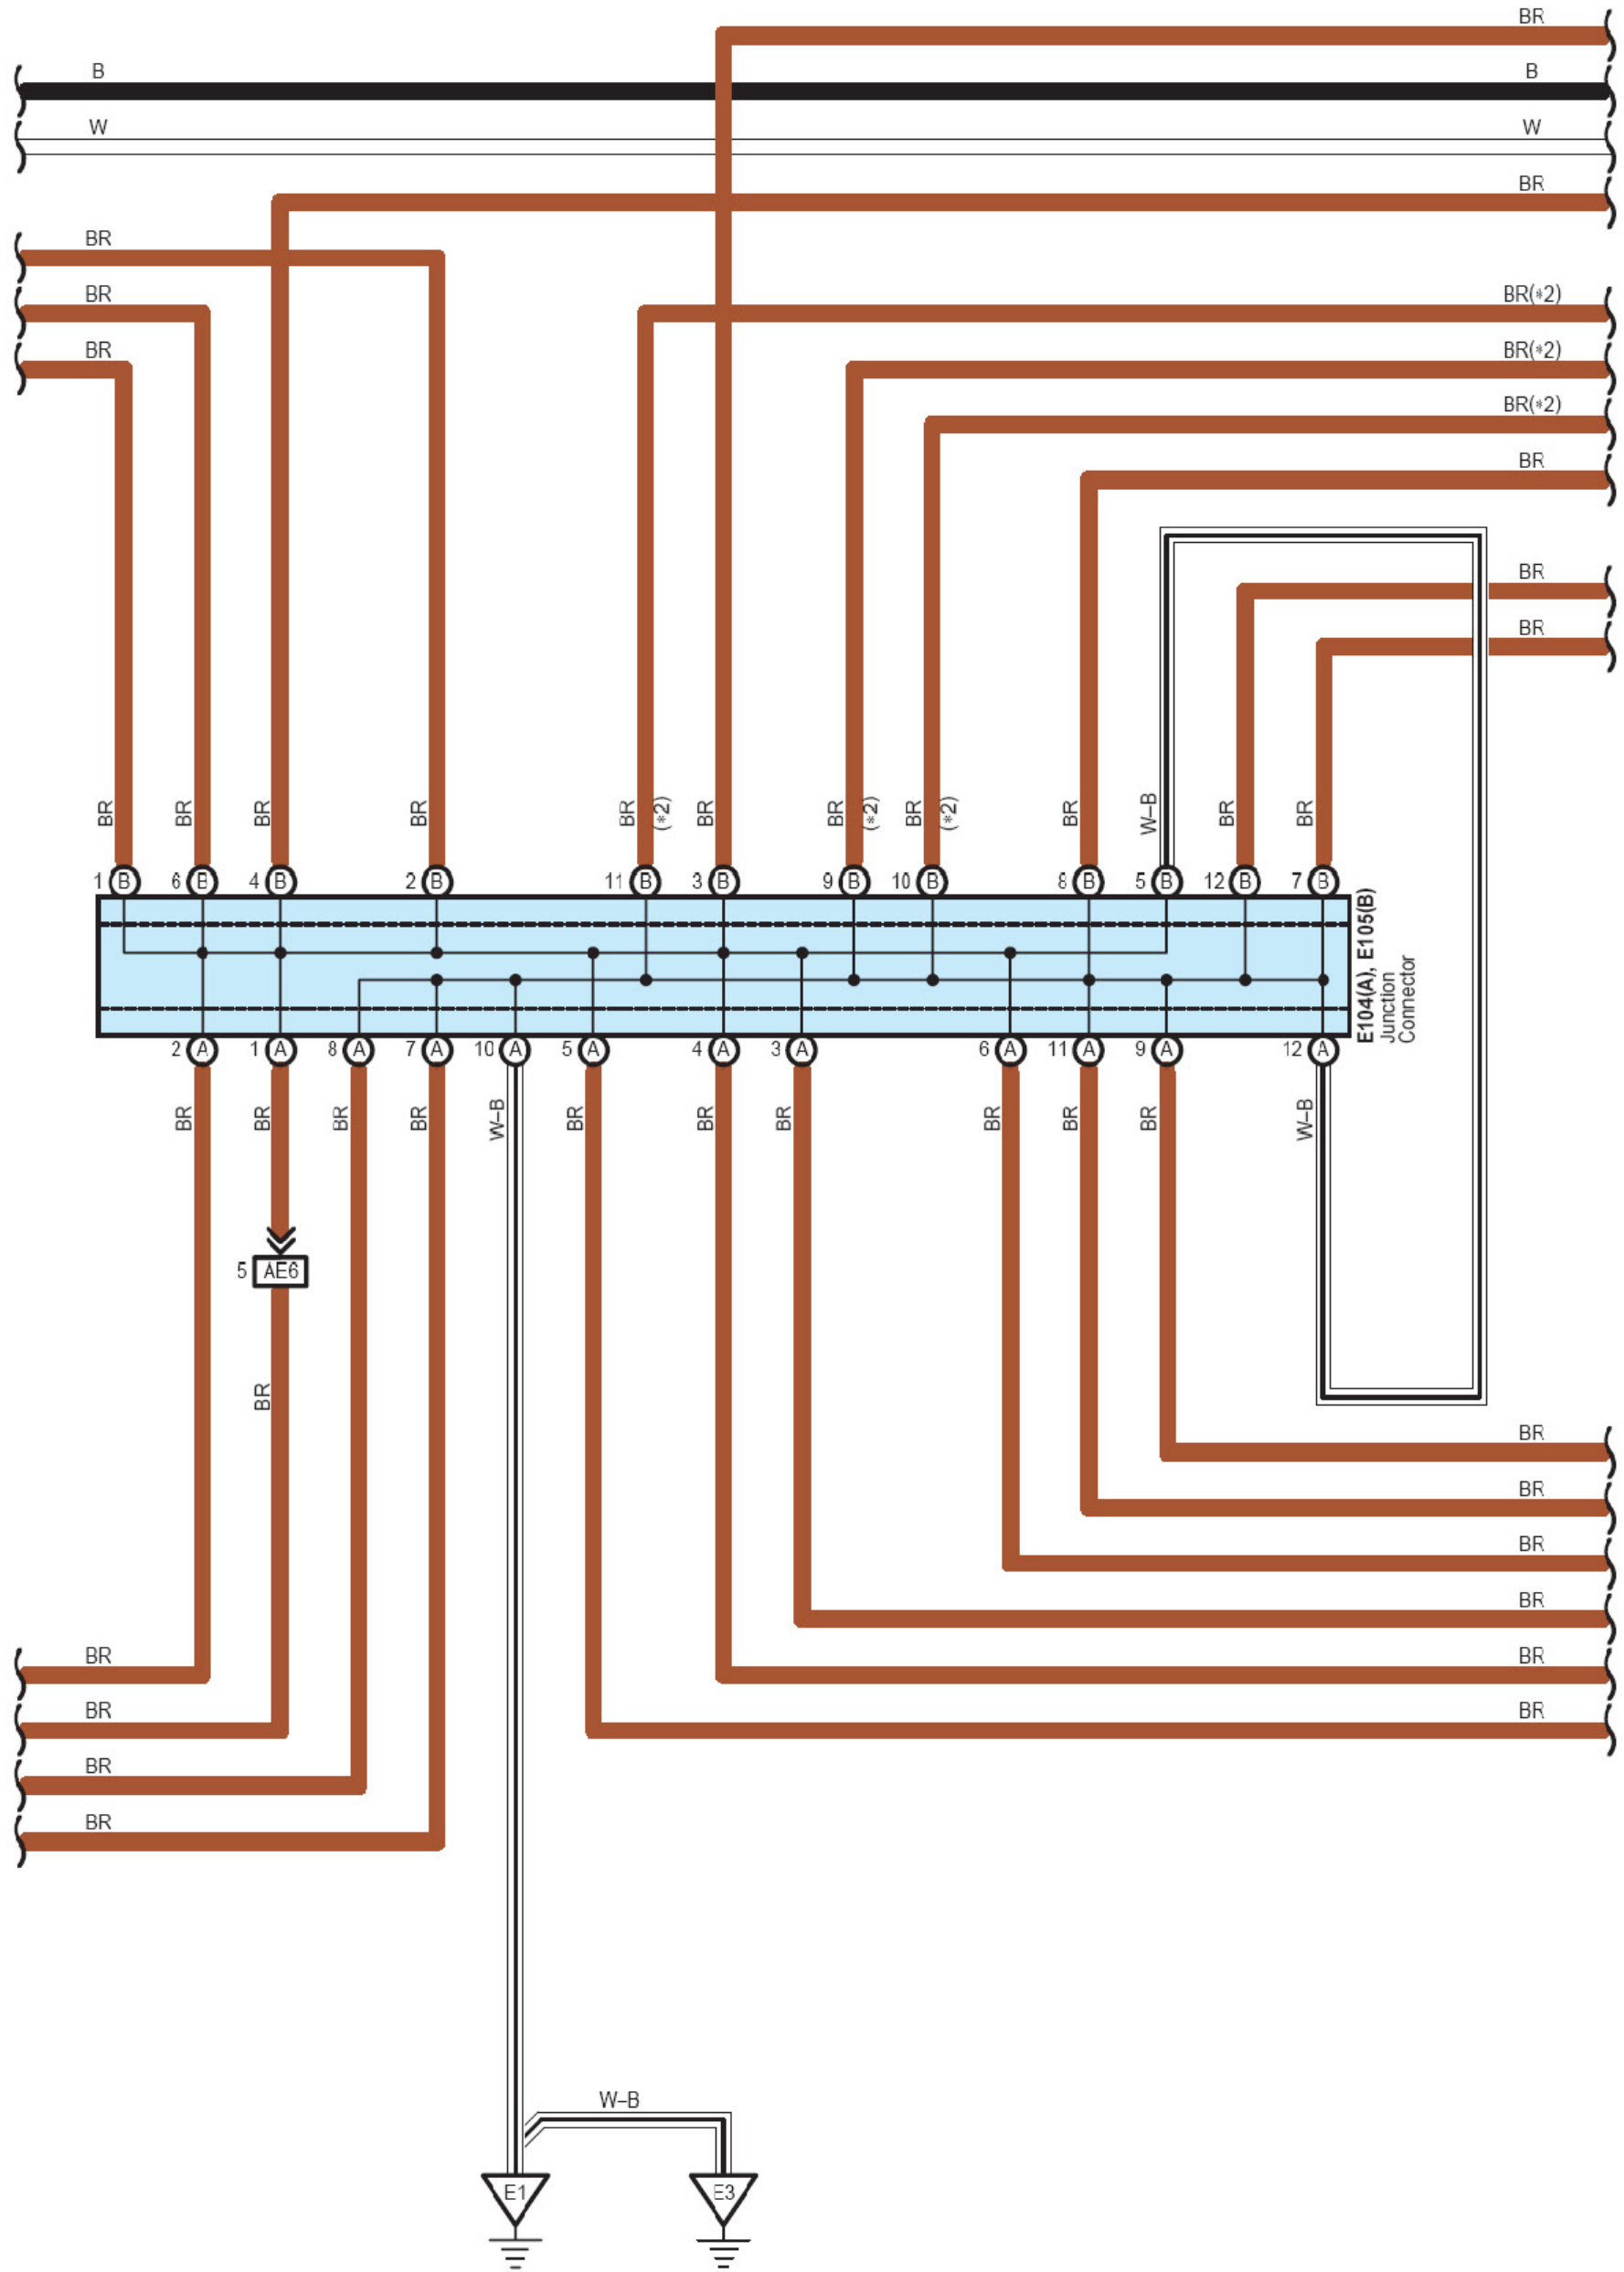 BR
B B
W W
BR
BR
BR BR(*2)
BR BR(*2)
BR(*2)
BR
BR
BR
BR BR BR BR BR (*2) BR BR (*2) BR (*2) BR W–B BR BR
1 B 6 B 4 B 2 B 11 B 3 B 9 B 10 B 8 B 5 B 12 B 7 B
E104(A), E105(B)
Junction
Connector
2 A 1 A 8 A 7 A 10 A 5 A 4 A 3 A 6 A 11 A 9 A 12 A
BR BR BR BR W–B BR BR BR BR BR BR W–B
5 AE6
BR
BR
BR
BR
BR
BR BR
BR BR
BR
BR
W–B
E1 E3